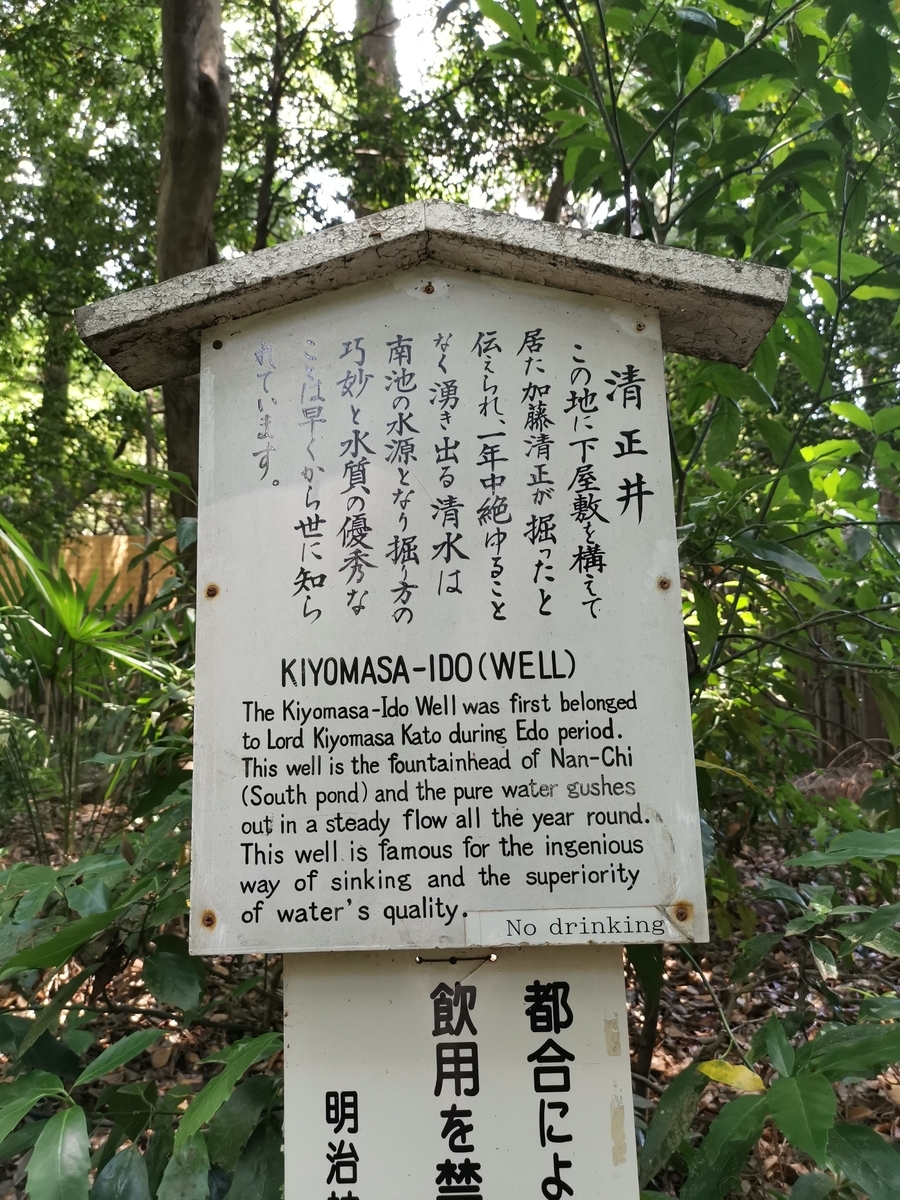 清正井
この地に下屋敷を構えて
居た加藤清正が掘ったと
伝えられ、一年中絶ゆること
なく湧き出る清水は
南池の水源となり掘り方の
巧妙と水質の優秀な
ことは早くから世に知ら
れています。
KIYOMASA-IDO(WELL)
The Kiyomasa-Ido Well was first belonged
to Lord Kiyomasa Kato during Edo period.
This well is the fountainhead of Nan-Chi
(South pond) and the pure water gushes
out in a steady flow all the year round.
This well is famous for the ingenious
way of sinking and the superiority
of water's quality.
No drinking
都合によ
飲用を禁
明治神